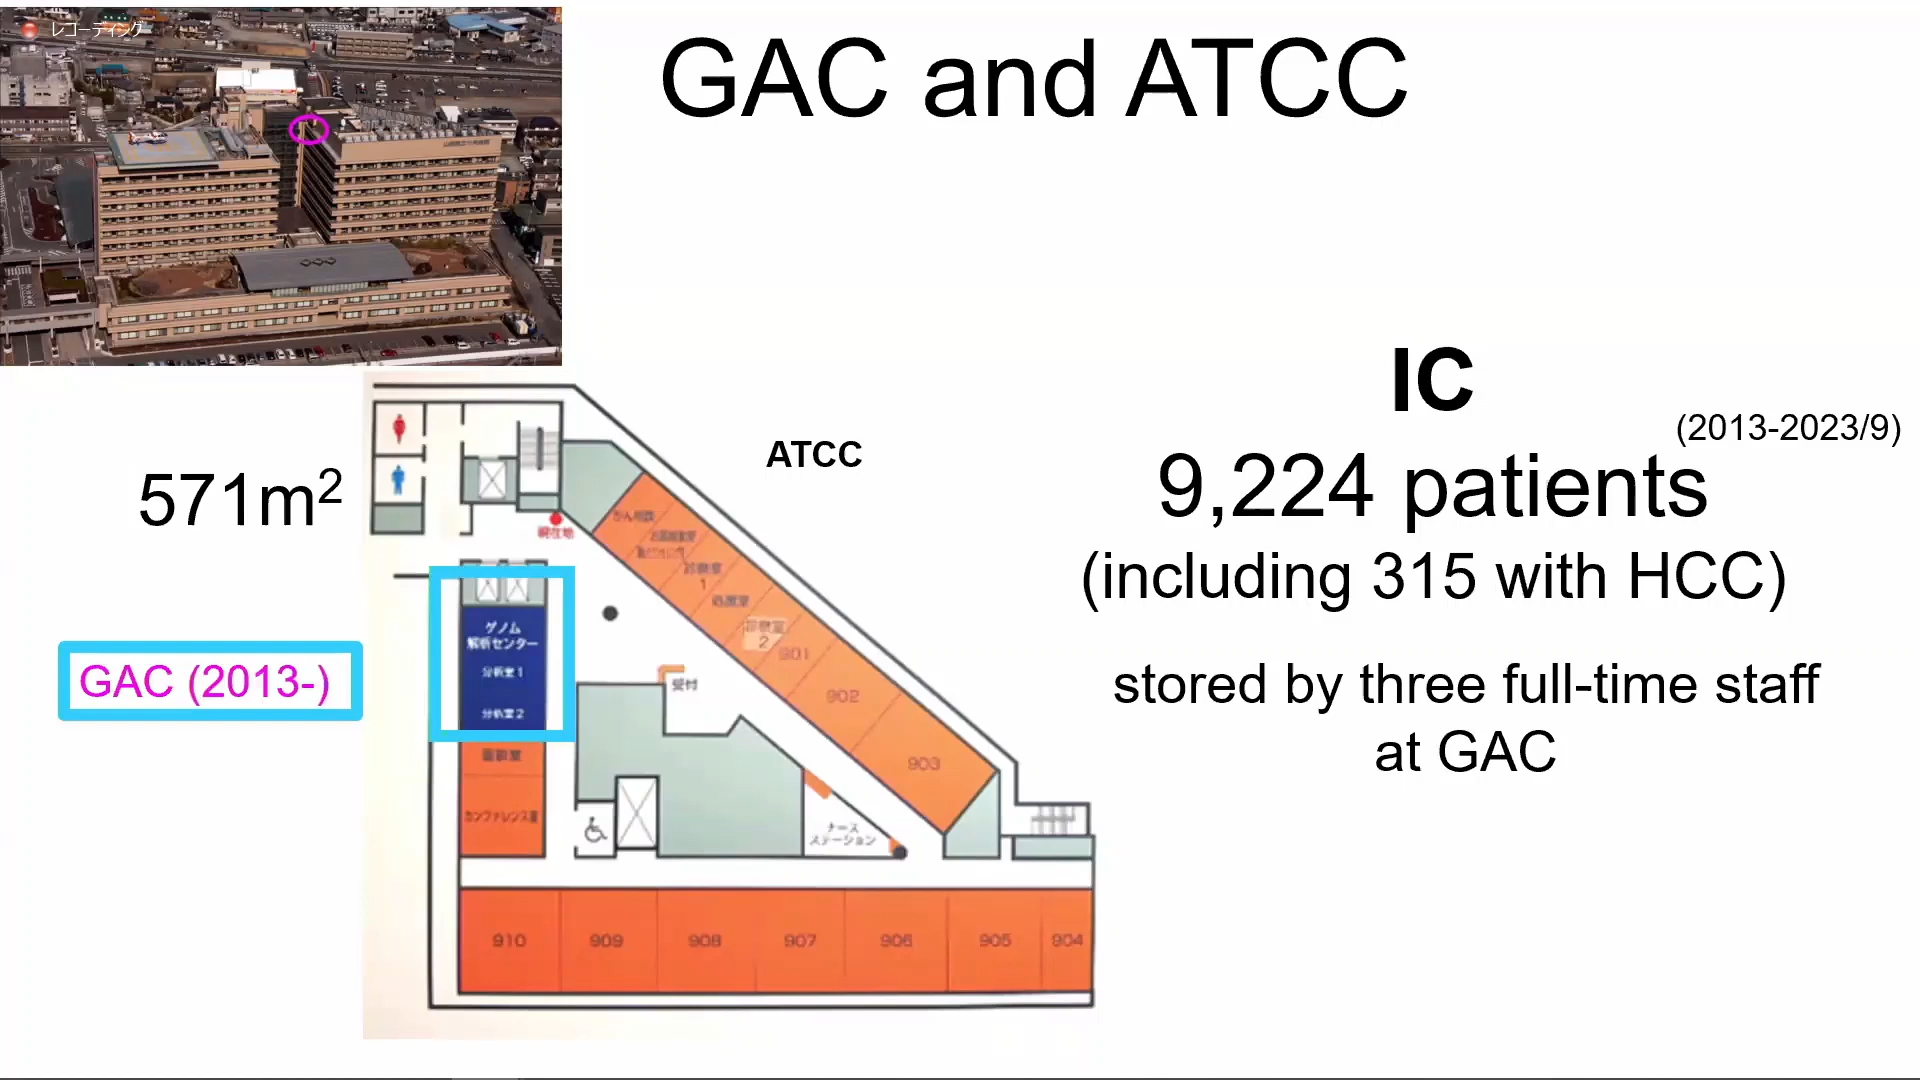 レコーディング
GAC and ATCC
IC
(2013-2023/9)
9,224 patients
(including 315 with HCC)
stored by three full-time staff
at GAC
571m²
GAC (2013-)
ATCC
現在地
がん相談
診察室
1
処置室
診察室
2
901
902
903
ゲノム
解析センター
分析室1
分析室2
面談室
カンファレンス室
受付
ナース
ステーション
910
909
908
907
906
905
904